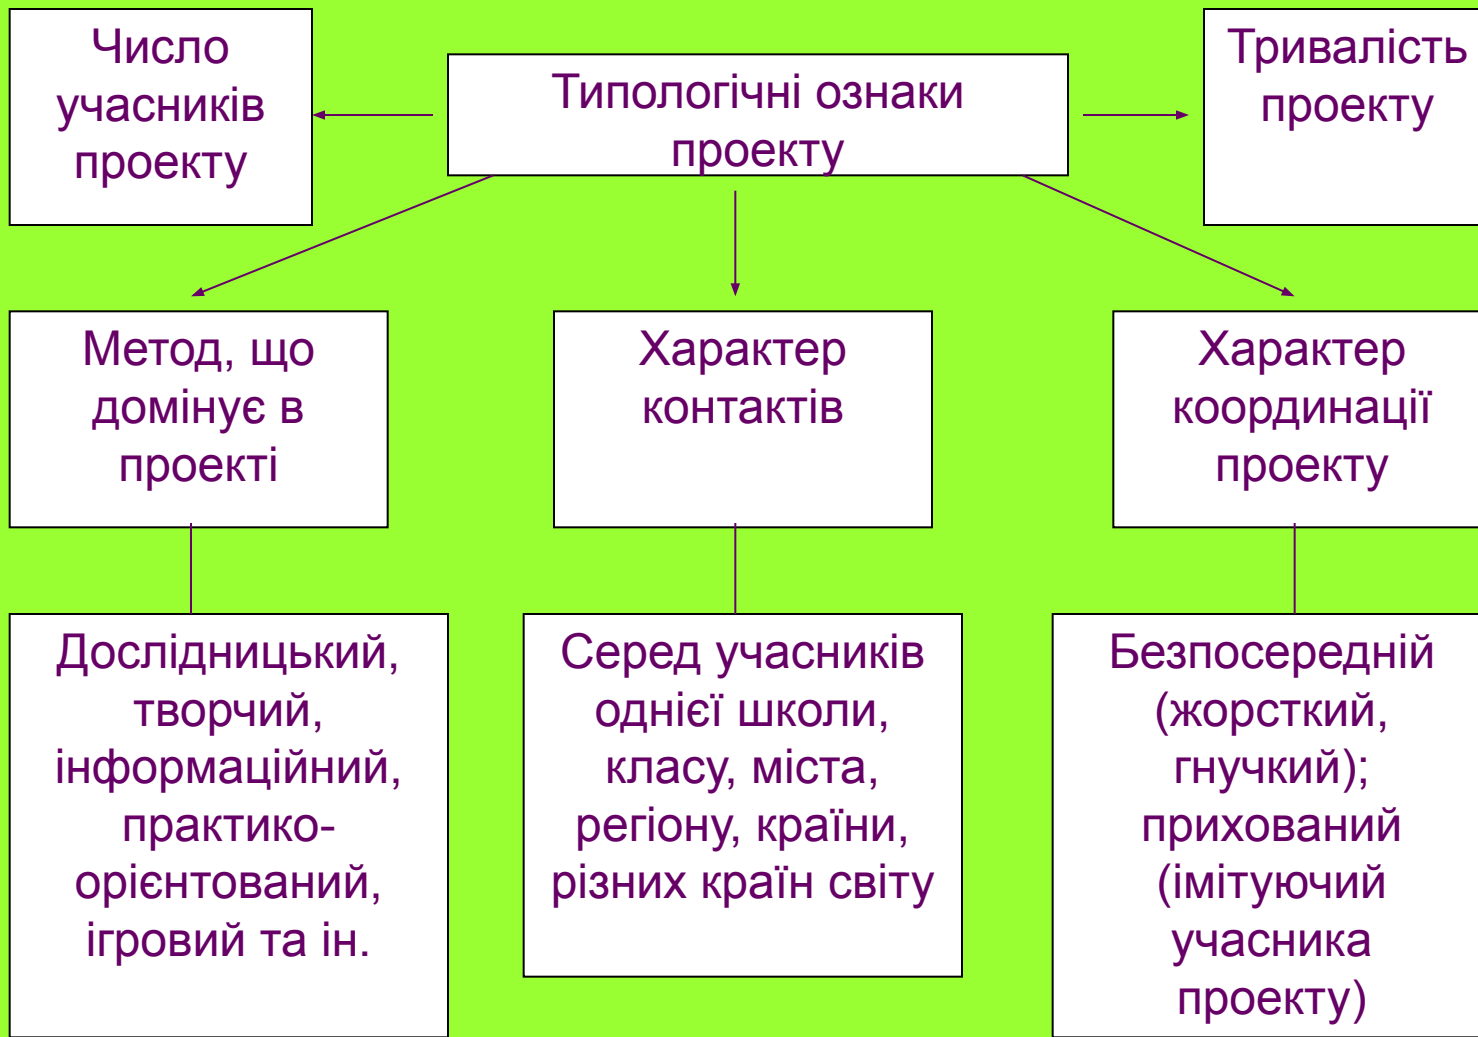 Число
учасників
проекту
Типологічні ознаки
проекту
Тривалість
проекту
Метод, що
домінує в
проекті
Характер
контактів
Характер
координації
проекту
Дослідницький,
творчий,
інформаційний,
практико-
орієнтований,
ігровий та ін.
Серед учасників
однієї школи,
класу, міста,
регіону, країни,
різних країн світу
Безпосередній
(жорсткий,
гнучкий);
прихований
(імітуючий
учасника
проекту)